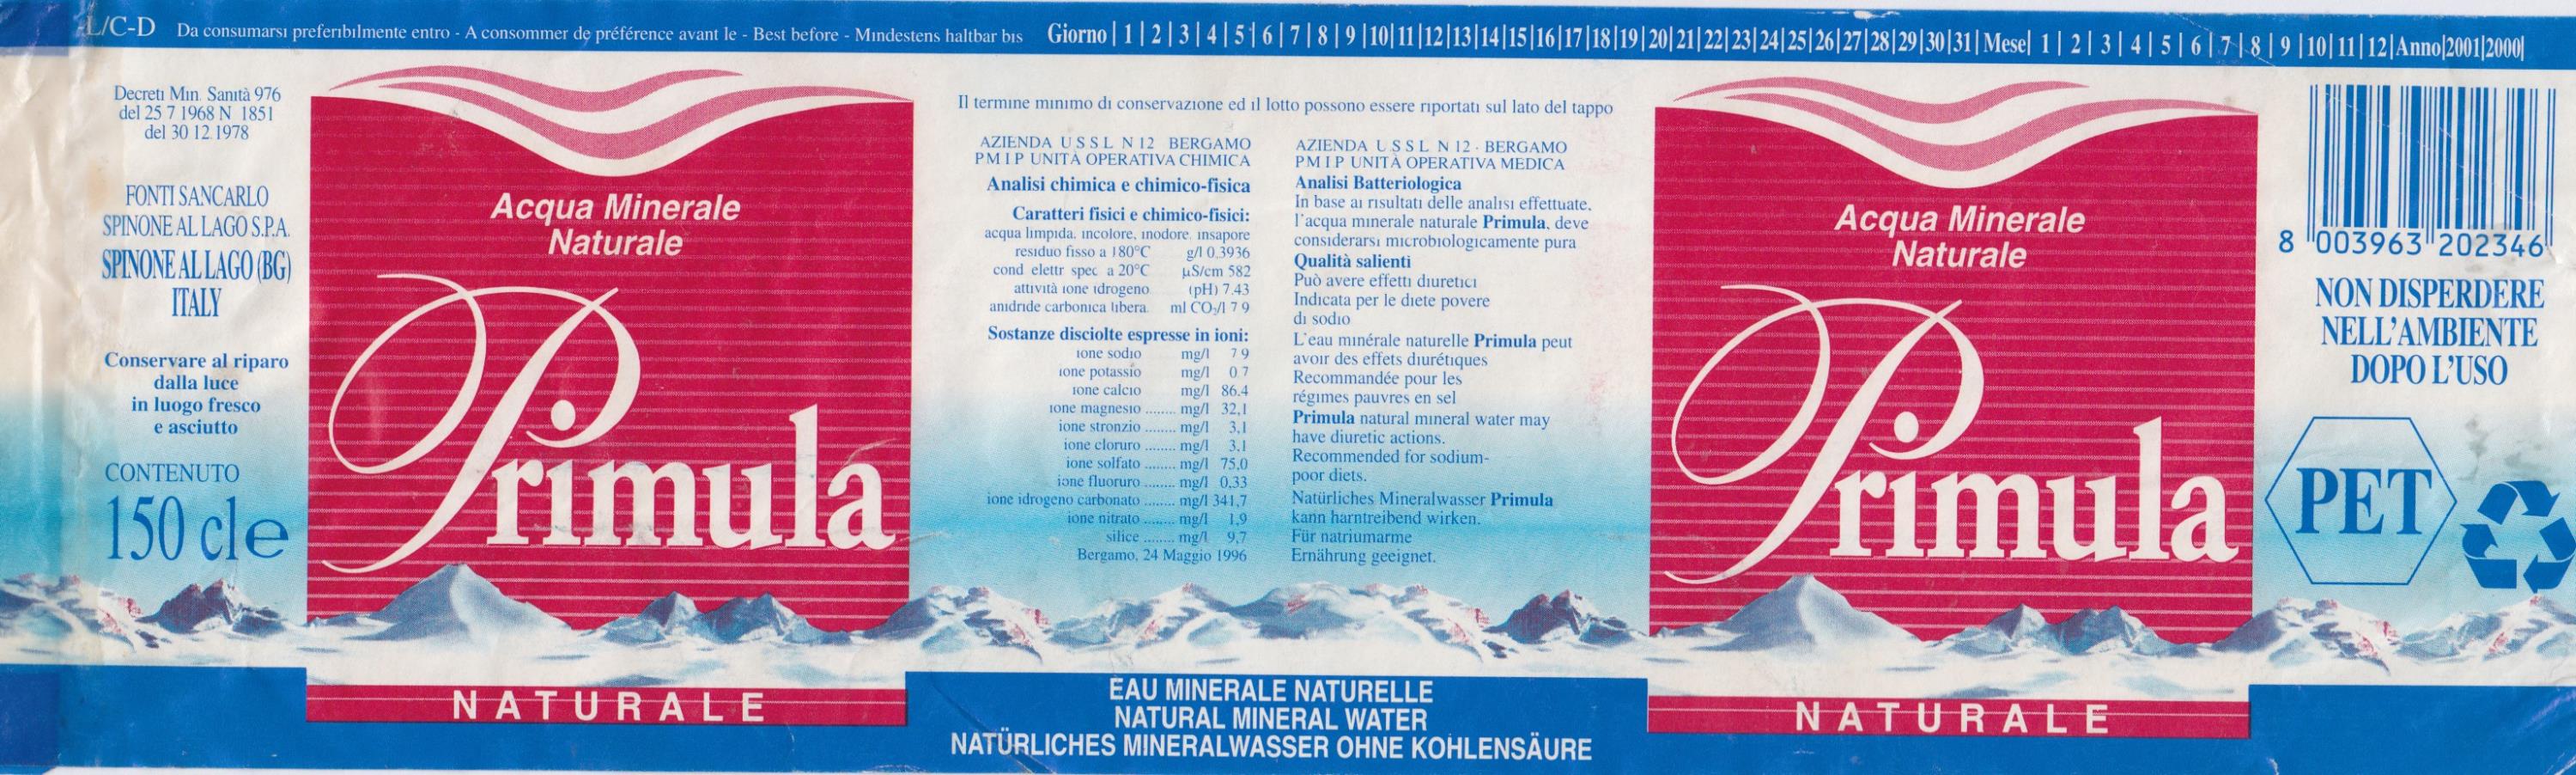 L/C-D Da consumarsi preferibilmente entro - A consommer de préférence avant le - Best before - Mindestens haltbar bis Giorno| 1 | 2 | 3 | 4 | 5 | 6 | 7 | 8 | 9 |10|11|12|13|14|15|16|17|18|19|20|21|22|23|24|25|26|27|28|29|30|31| Mese| 1 | 2 | 3 | 4 | 5 | 6 | 7 | 8 | 9 |10|11|12|Anno|2001|2000|
Decreti Min. Sanità 976
del 25 7 1968 N 1851
del 30 12 1978
FONTI SANCARLO
SPINONE AL LAGO S.P.A.
SPINONE AL LAGO (BG)
ITALY
Conservare al riparo
dalla luce
in luogo fresco
e asciutto
CONTENUTO
150 cl e
Acqua Minerale
Naturale
Primula
NATURALE
Il termine minimo di conservazione ed il lotto possono essere riportati sul lato del tappo
AZIENDA U S S L N 12 BERGAMO
P M I P UNITÀ OPERATIVA CHIMICA
Analisi chimica e chimico-fisica
Caratteri fisici e chimico-fisici:
acqua limpida. incolore, inodore. insapore
residuo fisso a 180°C g/l 0.3936
cond elettr spec a 20°C µS/cm 582
attività ione idrogeno (pH) 7.43
anidride carbonica libera. ml CO₂/l 7 9
Sostanze disciolte espresse in ioni:
ione sodio mg/l 7 9
ione potassio mg/l 0 7
ione calcio mg/l 86.4
ione magnesio ........ mg/l 32,1
ione stronzio ........ mg/l 3,1
ione cloruro ........ mg/l 3,1
ione solfato ........ mg/l 75,0
ione fluoruro ........ mg/l 0,33
ione idrogeno carbonato ........ mg/l 341,7
ione nitrato ........ mg/l 1,9
silice ........ mg/l 9,7
Bergamo, 24 Maggio 1996
AZIENDA U S S L N 12 · BERGAMO
P M I P UNITÀ OPERATIVA MEDICA
Analisi Batteriologica
In base ai risultati delle analisi effettuate.
l'acqua minerale naturale Primula, deve
considerarsi microbiologicamente pura
Qualità salienti
Può avere effetti diuretici
Indicata per le diete povere
di sodio
L'eau minérale naturelle Primula peut
avoir des effets diurétiques
Recommandée pour les
régimes pauvres en sel
Primula natural mineral water may
have diuretic actions.
Recommended for sodium-
poor diets.
Natürliches Mineralwasser Primula
kann harntreibend wirken.
Für natriumarme
Ernährung geeignet.
EAU MINERALE NATURELLE
NATURAL MINERAL WATER
NATÜRLICHES MINERALWASSER OHNE KOHLENSÄURE
Acqua Minerale
Naturale
Primula
NATURALE
8 003963 202346
NON DISPERDERE
NELL'AMBIENTE
DOPO L'USO
PET